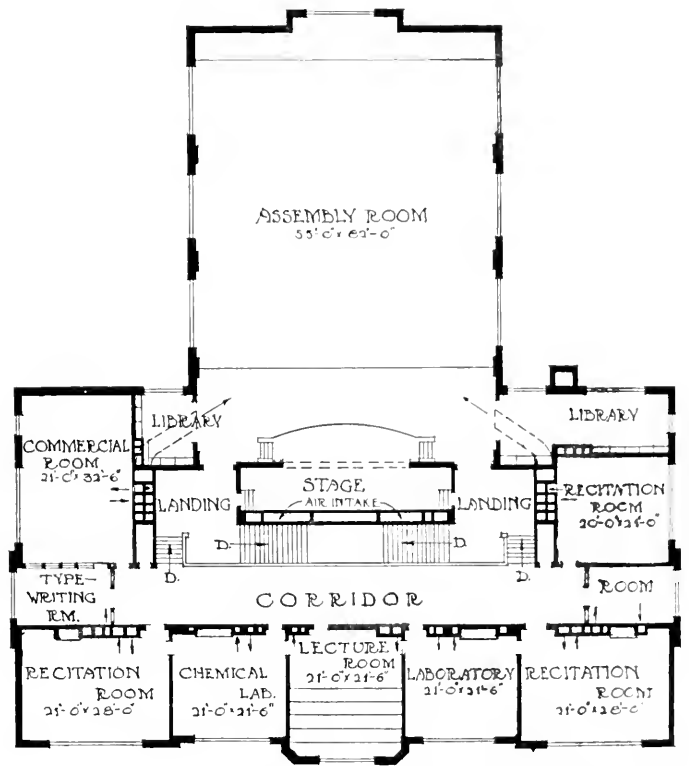 ASSEMBLY ROOM
55'-0" x 82'-0"
LIBRARY
LIBRARY
COMMERCIAL
ROOM
21'-0" x 32'-6"
STAGE
AIR INTAKE
LANDING
LANDING
RECITATION
ROOM
20'-0" x 21'-0"
D.
D.
D.
D.
TYPE-
WRITING
RM.
CORRIDOR
ROOM
RECITATION
ROOM
21'-0" x 28'-0"
CHEMICAL
LAB.
21'-0" x 21'-6"
LECTURE
ROOM
21'-0" x 21'-6"
LABORATORY
21'-0" x 21'-6"
RECITATION
ROOM
21'-0" x 28'-0"